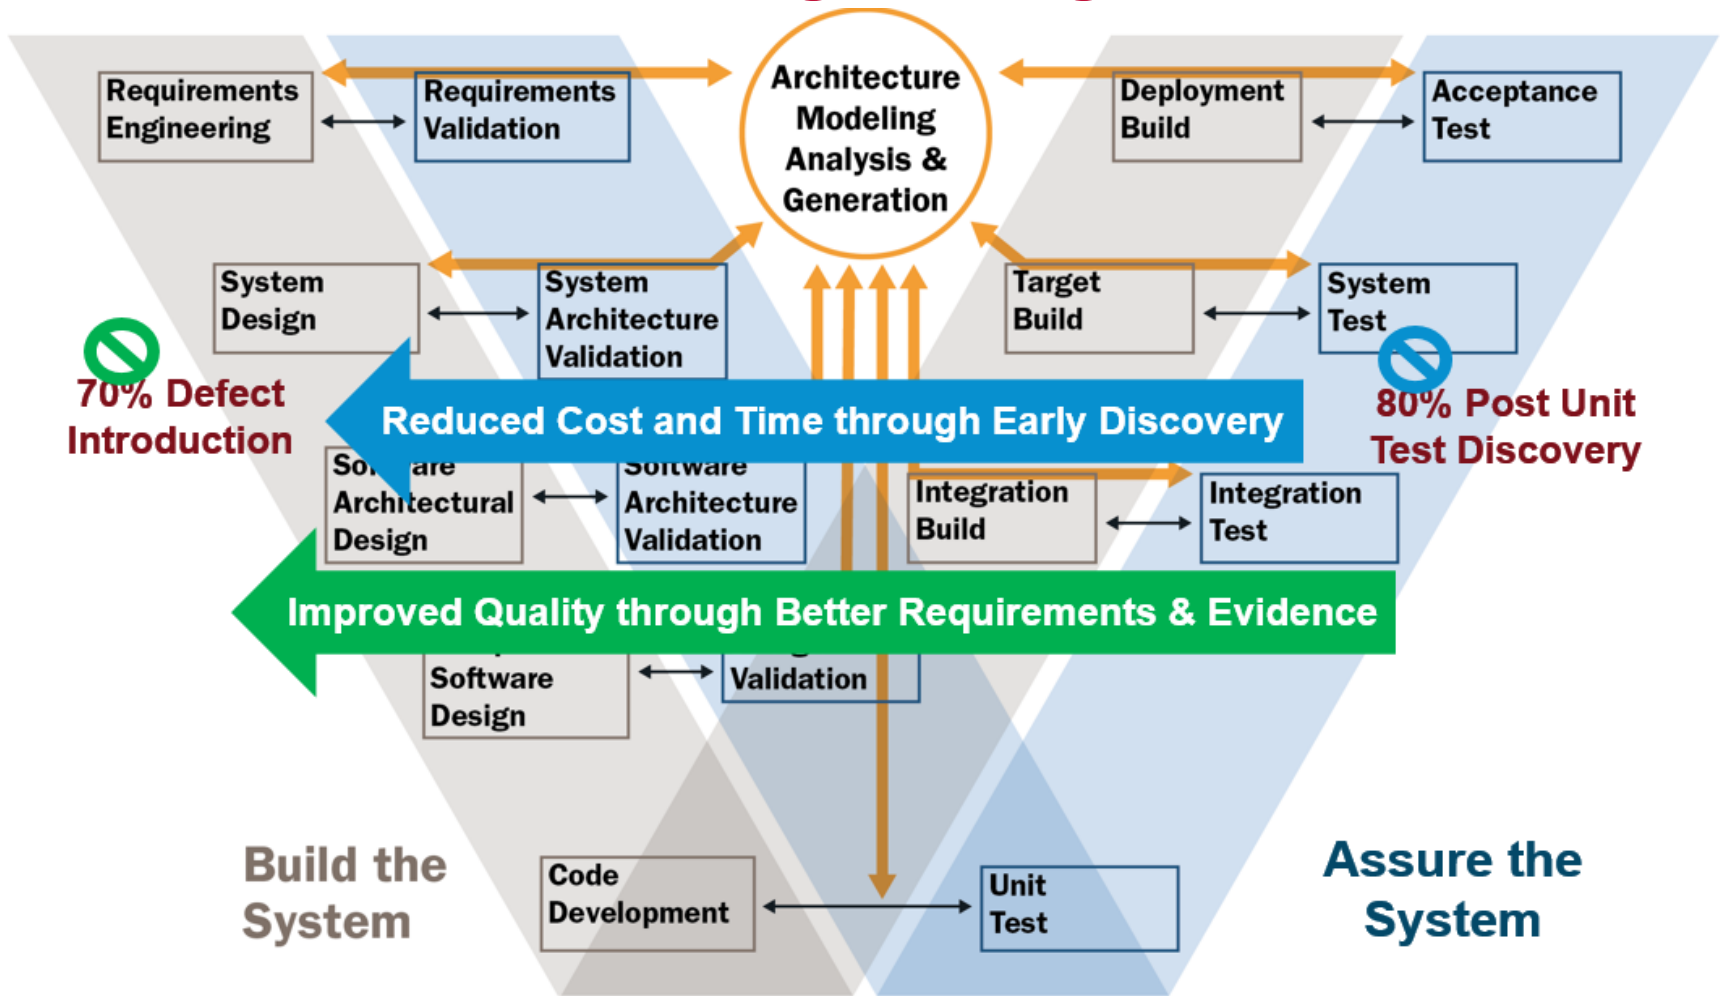 Architecture
Modeling
Analysis &
Generation
Requirements
Engineering
Requirements
Validation
Deployment
Build
Acceptance
Test
System
Design
System
Architecture
Validation
Target
Build
System
Test
70% Defect
Introduction
Reduced Cost and Time through Early Discovery
80% Post Unit
Test Discovery
Software
Architectural
Design
Software
Architecture
Validation
Integration
Build
Integration
Test
Improved Quality through Better Requirements & Evidence
Software
Design
Validation
Build the
System
Code
Development
Unit
Test
Assure the
System